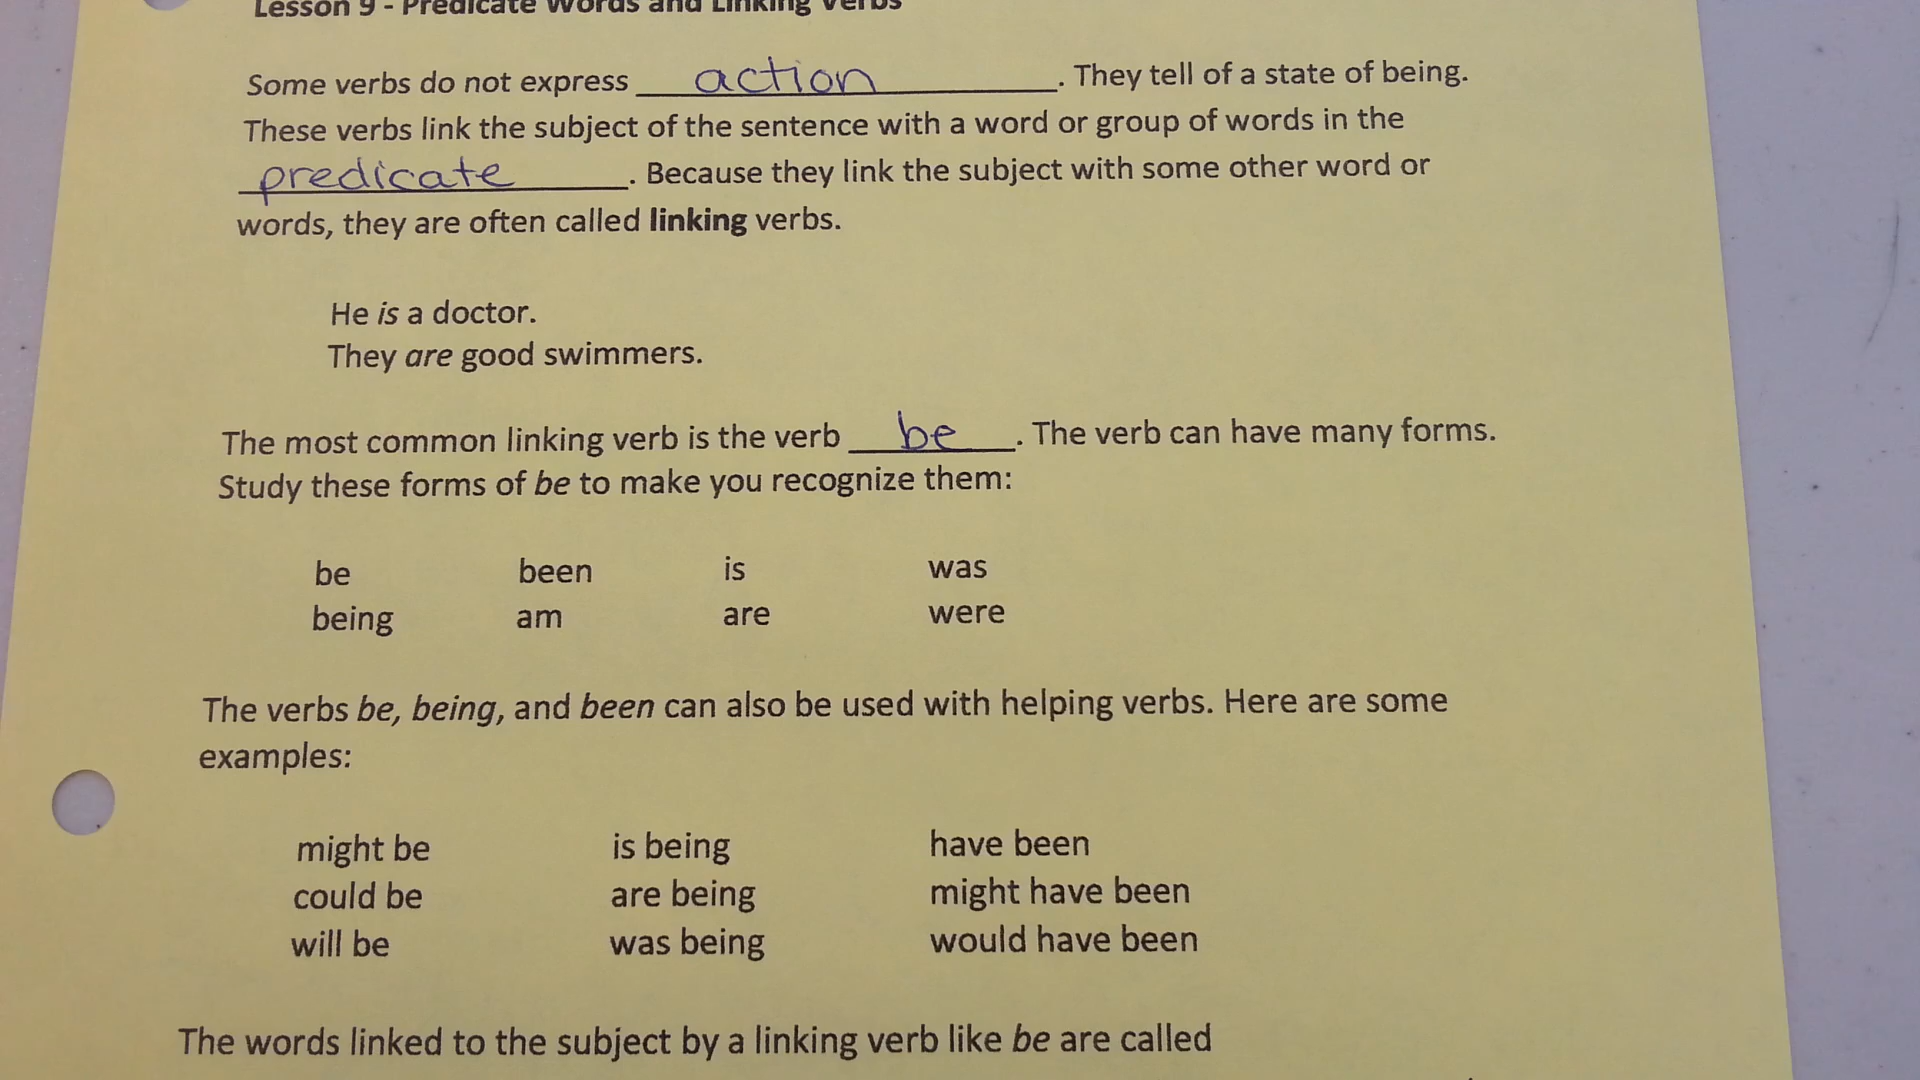 Lesson 9 - Predicate Words and Linking Verbs
Some verbs do not express action. They tell of a state of being.
These verbs link the subject of the sentence with a word or group of words in the
predicate. Because they link the subject with some other word or
words, they are often called linking verbs.
He is a doctor.
They are good swimmers.
The most common linking verb is the verb be. The verb can have many forms.
Study these forms of be to make you recognize them:
be been is was
being am are were
The verbs be, being, and been can also be used with helping verbs. Here are some
examples:
might be is being have been
could be are being might have been
will be was being would have been
The words linked to the subject by a linking verb like be are called